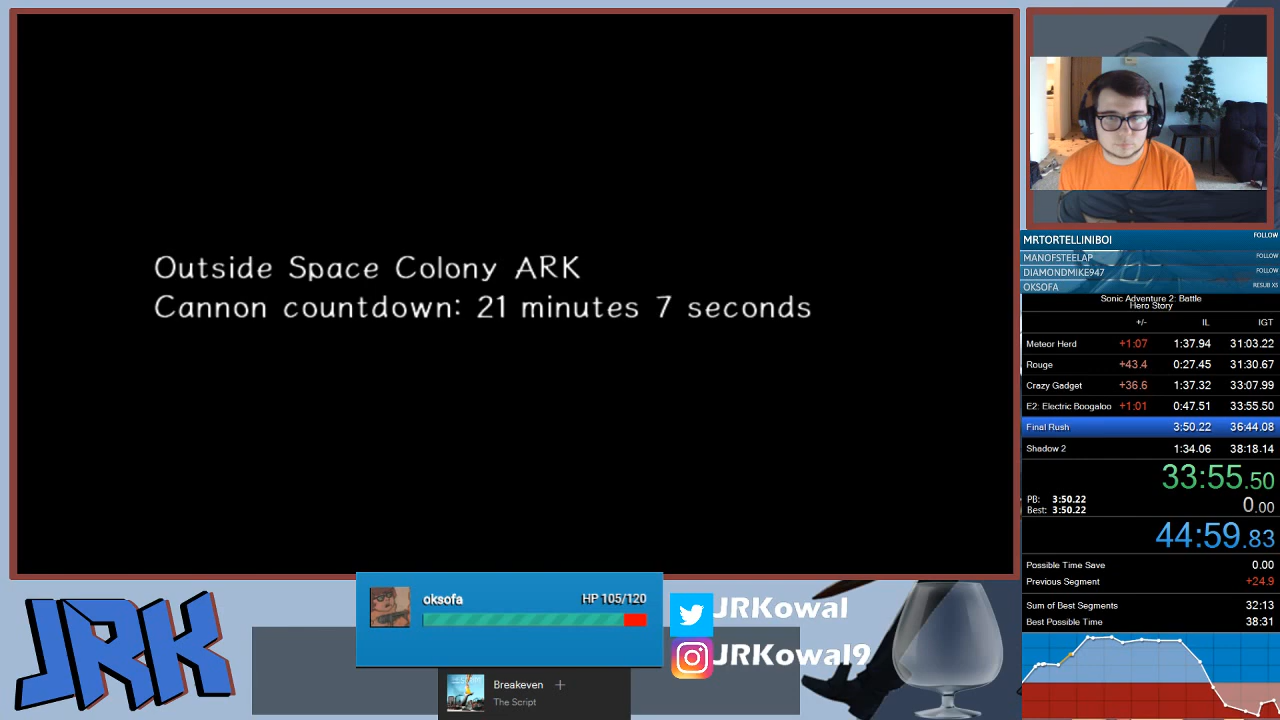 Outside Space Colony ARK
Cannon countdown: 21 minutes 7 seconds
MRTORTELLINIBOI FOLLOW
MANOFSTEELAP FOLLOW
DIAMONDMIKE947 FOLLOW
OKSOFA RESUB X5
Sonic Adventure 2: Battle
Hero Story
+/- IL IGT
Meteor Herd +1:07 1:37.94 31:03.22
Rouge +43.4 0:27.45 31:30.67
Crazy Gadget +36.6 1:37.32 33:07.99
E2: Electric Boogaloo +1:01 0:47.51 33:55.50
Final Rush 3:50.22 36:44.08
Shadow 2 1:34.06 38:18.14
33:55.50
PB: 3:50.22 0.00
Best: 3:50.22
44:59.83
Possible Time Save 0.00
Previous Segment +24.9
Sum of Best Segments 32:13
Best Possible Time 38:31
JRK
oksofa HP 105/120
Breakeven +
The Script
JRKowal
JRKowal9